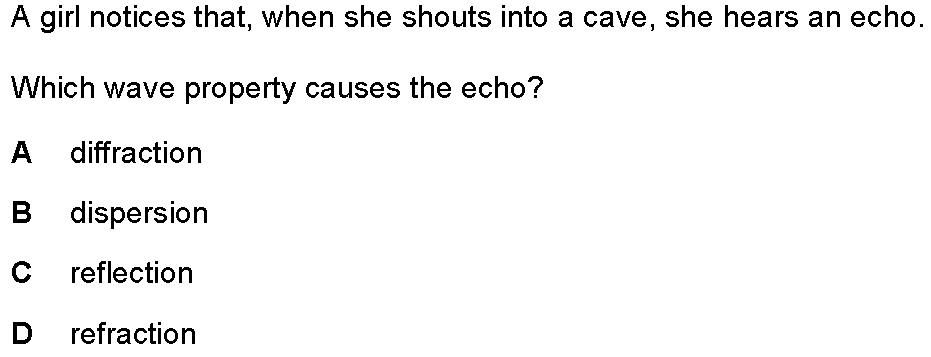 A girl notices that, when she shouts into a cave, she hears an echo.
Which wave property causes the echo?
A diffraction
B dispersion
C reflection
D refraction